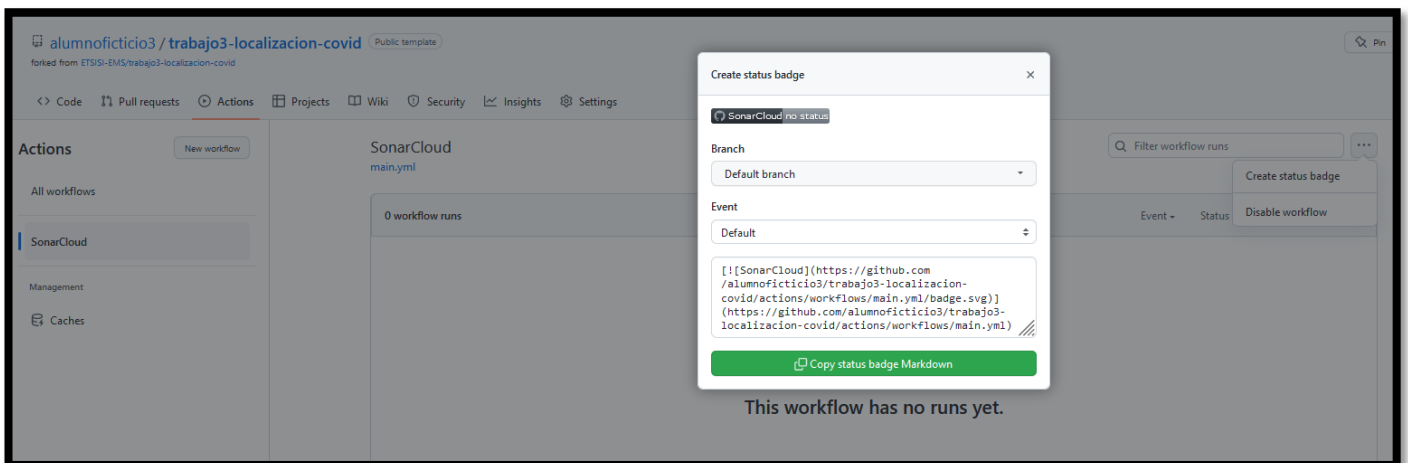 alumnoficticio3 / trabajo3-localizacion-covid Public template
forked from ETSISI-EMS/trabajo3-localizacion-covid
Pin
<> Code Pull requests Actions Projects Wiki Security Insights Settings
Actions
New workflow
All workflows
SonarCloud
Management
Caches
SonarCloud
main.yml
Filter workflow runs
0 workflow runs
Event
Status
Create status badge
Disable workflow
This workflow has no runs yet.
Create status badge
SonarCloud no status
Branch
Default branch
Event
Default
[![SonarCloud](https://github.com
/alumnoficticio3/trabajo3-localizacion-
covid/actions/workflows/main.yml/badge.svg)]
(https://github.com/alumnoficticio3/trabajo3-
localizacion-covid/actions/workflows/main.yml)
Copy status badge Markdown